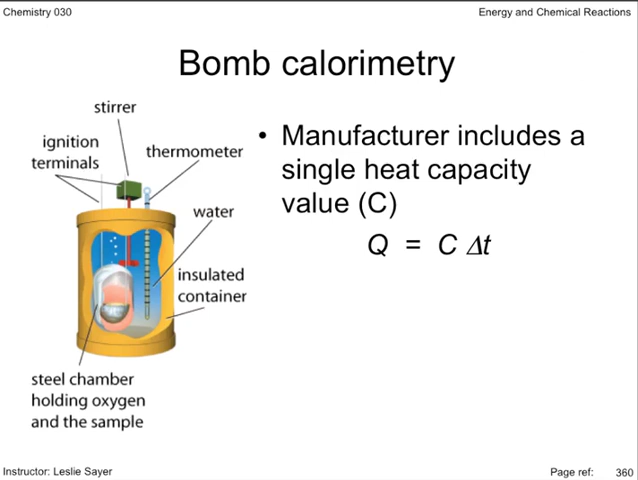 Chemistry 030
Energy and Chemical Reactions
Bomb calorimetry
stirrer
ignition
terminals
thermometer
water
insulated
container
steel chamber
holding oxygen
and the sample
• Manufacturer includes a
single heat capacity
value (C)
Q = C Δt
Instructor: Leslie Sayer
Page ref: 360